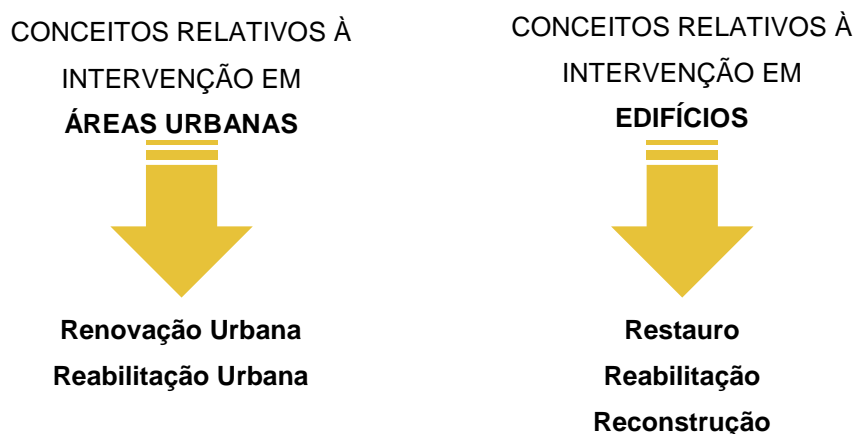 CONCEITOS RELATIVOS À
INTERVENÇÃO EM
ÁREAS URBANAS
Renovação Urbana
Reabilitação Urbana
CONCEITOS RELATIVOS À
INTERVENÇÃO EM
EDIFÍCIOS
Restauro
Reabilitação
Reconstrução